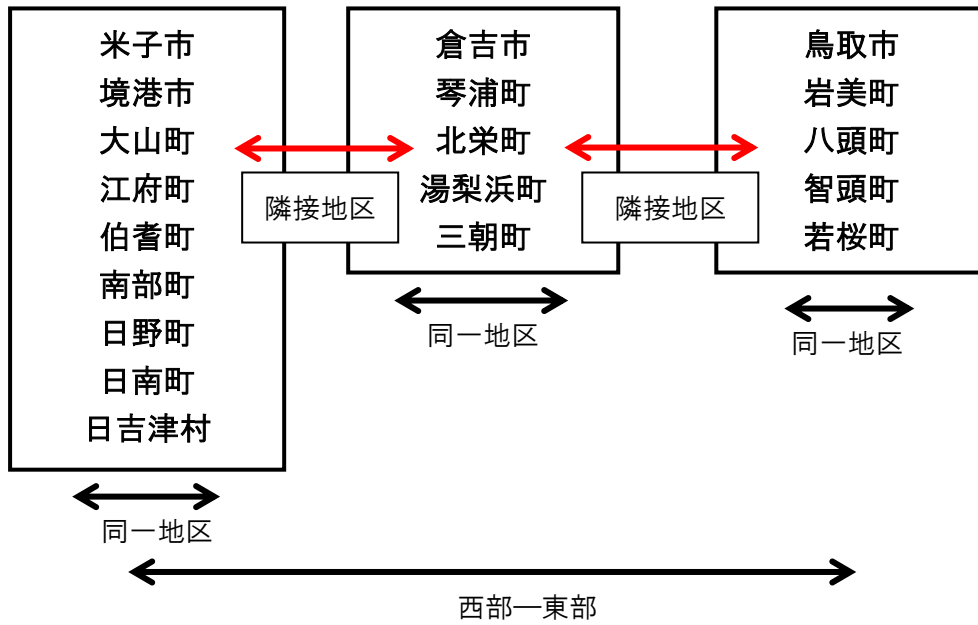 米子市
境港市
大山町
江府町
伯耆町
南部町
日野町
日南町
日吉津村
同一地区
隣接地区
倉吉市
琴浦町
北栄町
湯梨浜町
三朝町
同一地区
隣接地区
鳥取市
岩美町
八頭町
智頭町
若桜町
同一地区
西部―東部